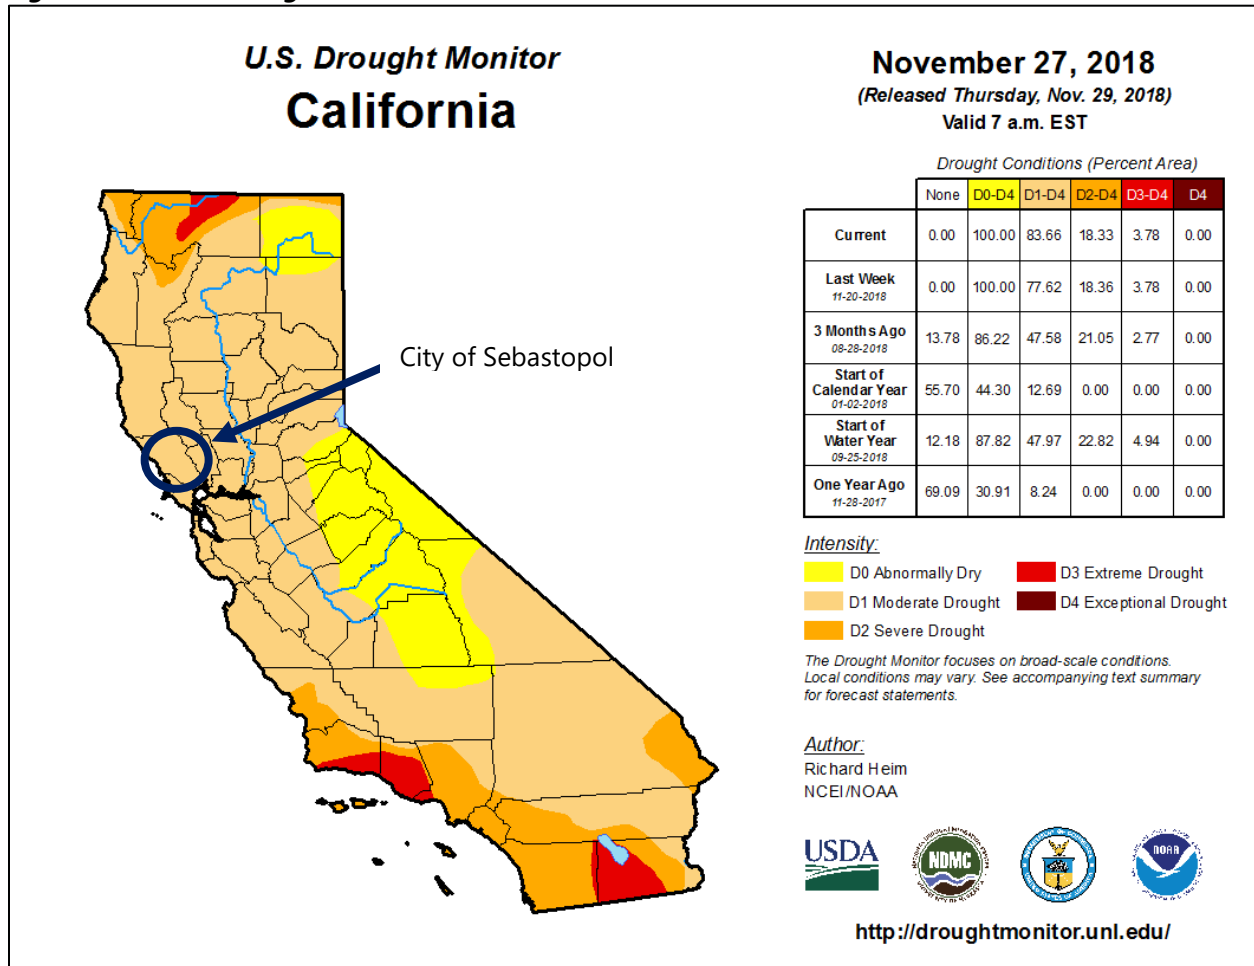 U.S. Drought Monitor
California
November 27, 2018
(Released Thursday, Nov. 29, 2018)
Valid 7 a.m. EST
Drought Conditions (Percent Area)
None D0-D4 D1-D4 D2-D4 D3-D4 D4
Current 0.00 100.00 83.66 18.33 3.78 0.00
Last Week
11-20-2018 0.00 100.00 77.62 18.36 3.78 0.00
3 Months Ago
08-28-2018 13.78 86.22 47.58 21.05 2.77 0.00
Start of
Calendar Year
01-02-2018 55.70 44.30 12.69 0.00 0.00 0.00
Start of
Water Year
09-25-2018 12.18 87.82 47.97 22.82 4.94 0.00
One Year Ago
11-28-2017 69.09 30.91 8.24 0.00 0.00 0.00
City of Sebastopol
Intensity:
D0 Abnormally Dry
D3 Extreme Drought
D1 Moderate Drought
D4 Exceptional Drought
D2 Severe Drought
The Drought Monitor focuses on broad-scale conditions.
Local conditions may vary. See accompanying text summary
for forecast statements.
Author:
Richard Heim
NCEI/NOAA
USDA
NDMC
NOAA
http://droughtmonitor.unl.edu/